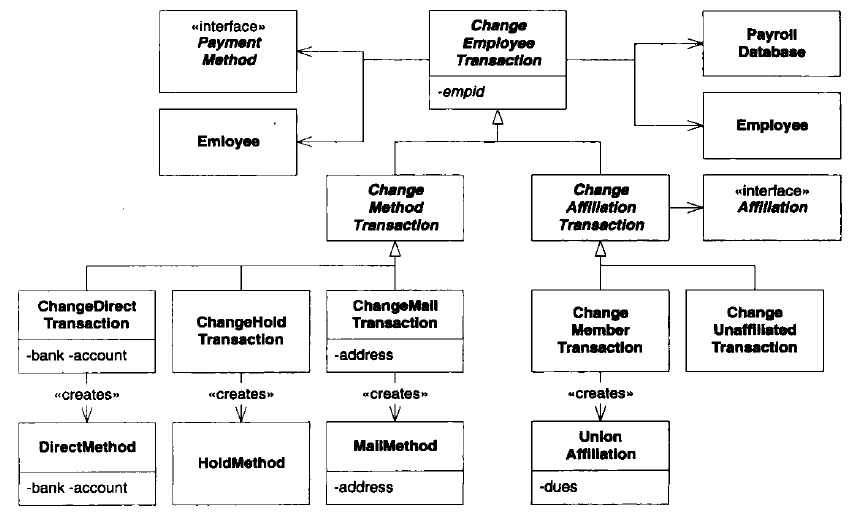 «interface»
Payment
Method
Change
Employee
Transaction
-empid
Payroll
Database
Emloyee
Employee
Change
Method
Transaction
Change
Affiliation
Transaction
«interface»
Affiliation
ChangeDirect
Transaction
-bank -account
ChangeHold
Transaction
ChangeMail
Transaction
-address
Change
Member
Transaction
Change
Unaffiliated
Transaction
«creates»
«creates»
«creates»
«creates»
DirectMethod
-bank -account
HoldMethod
MailMethod
-address
Union
Affiliation
-dues